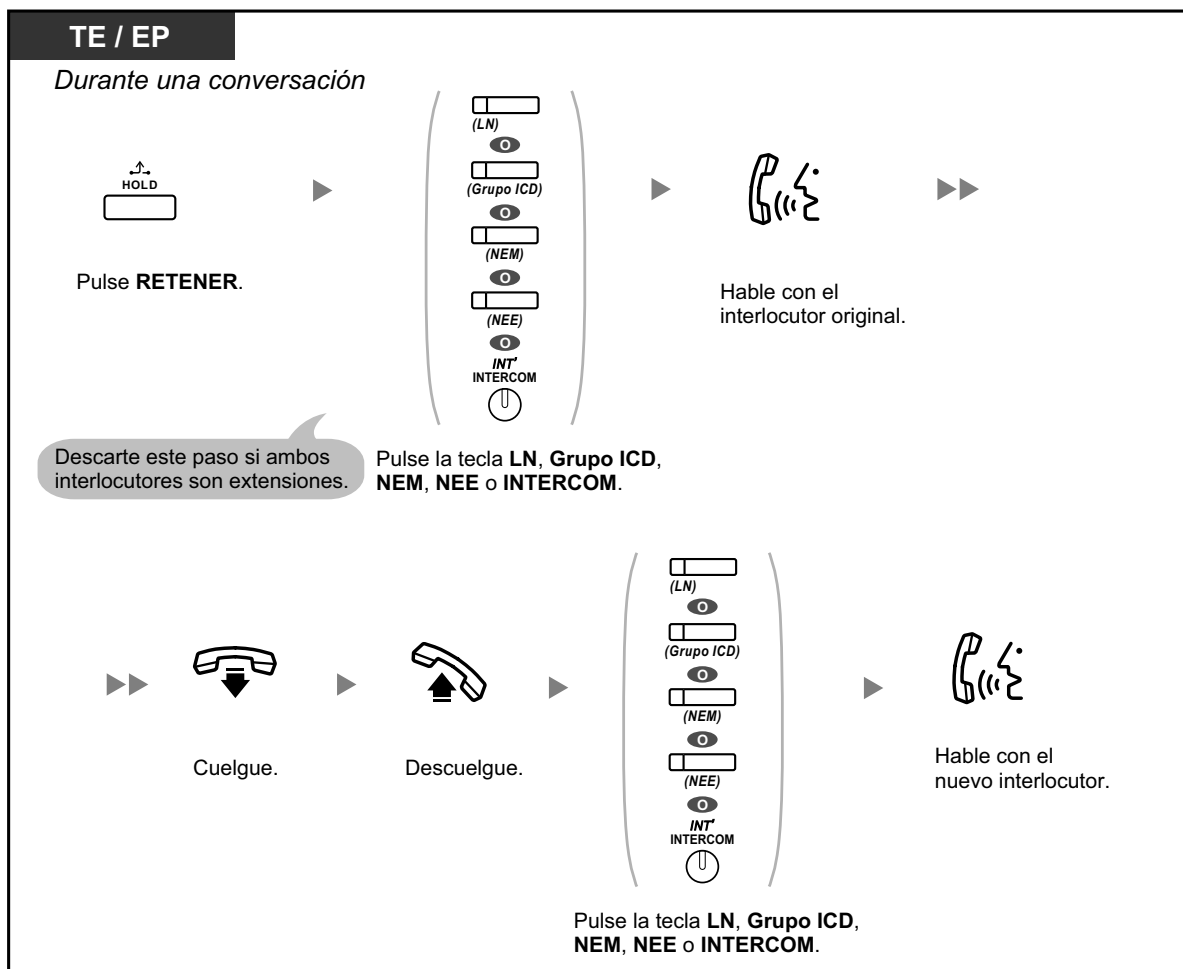 TE / EP
Durante una conversación
HOLD
Pulse RETENER.
(LN)
O
(Grupo ICD)
O
(NEM)
O
(NEE)
O
INT'
INTERCOM
Hable con el
interlocutor original.
Descarte este paso si ambos
interlocutores son extensiones.
Pulse la tecla LN, Grupo ICD,
NEM, NEE o INTERCOM.
Cuelgue.
Descuelgue.
(LN)
O
(Grupo ICD)
O
(NEM)
O
(NEE)
O
INT'
INTERCOM
Pulse la tecla LN, Grupo ICD,
NEM, NEE o INTERCOM.
Hable con el
nuevo interlocutor.